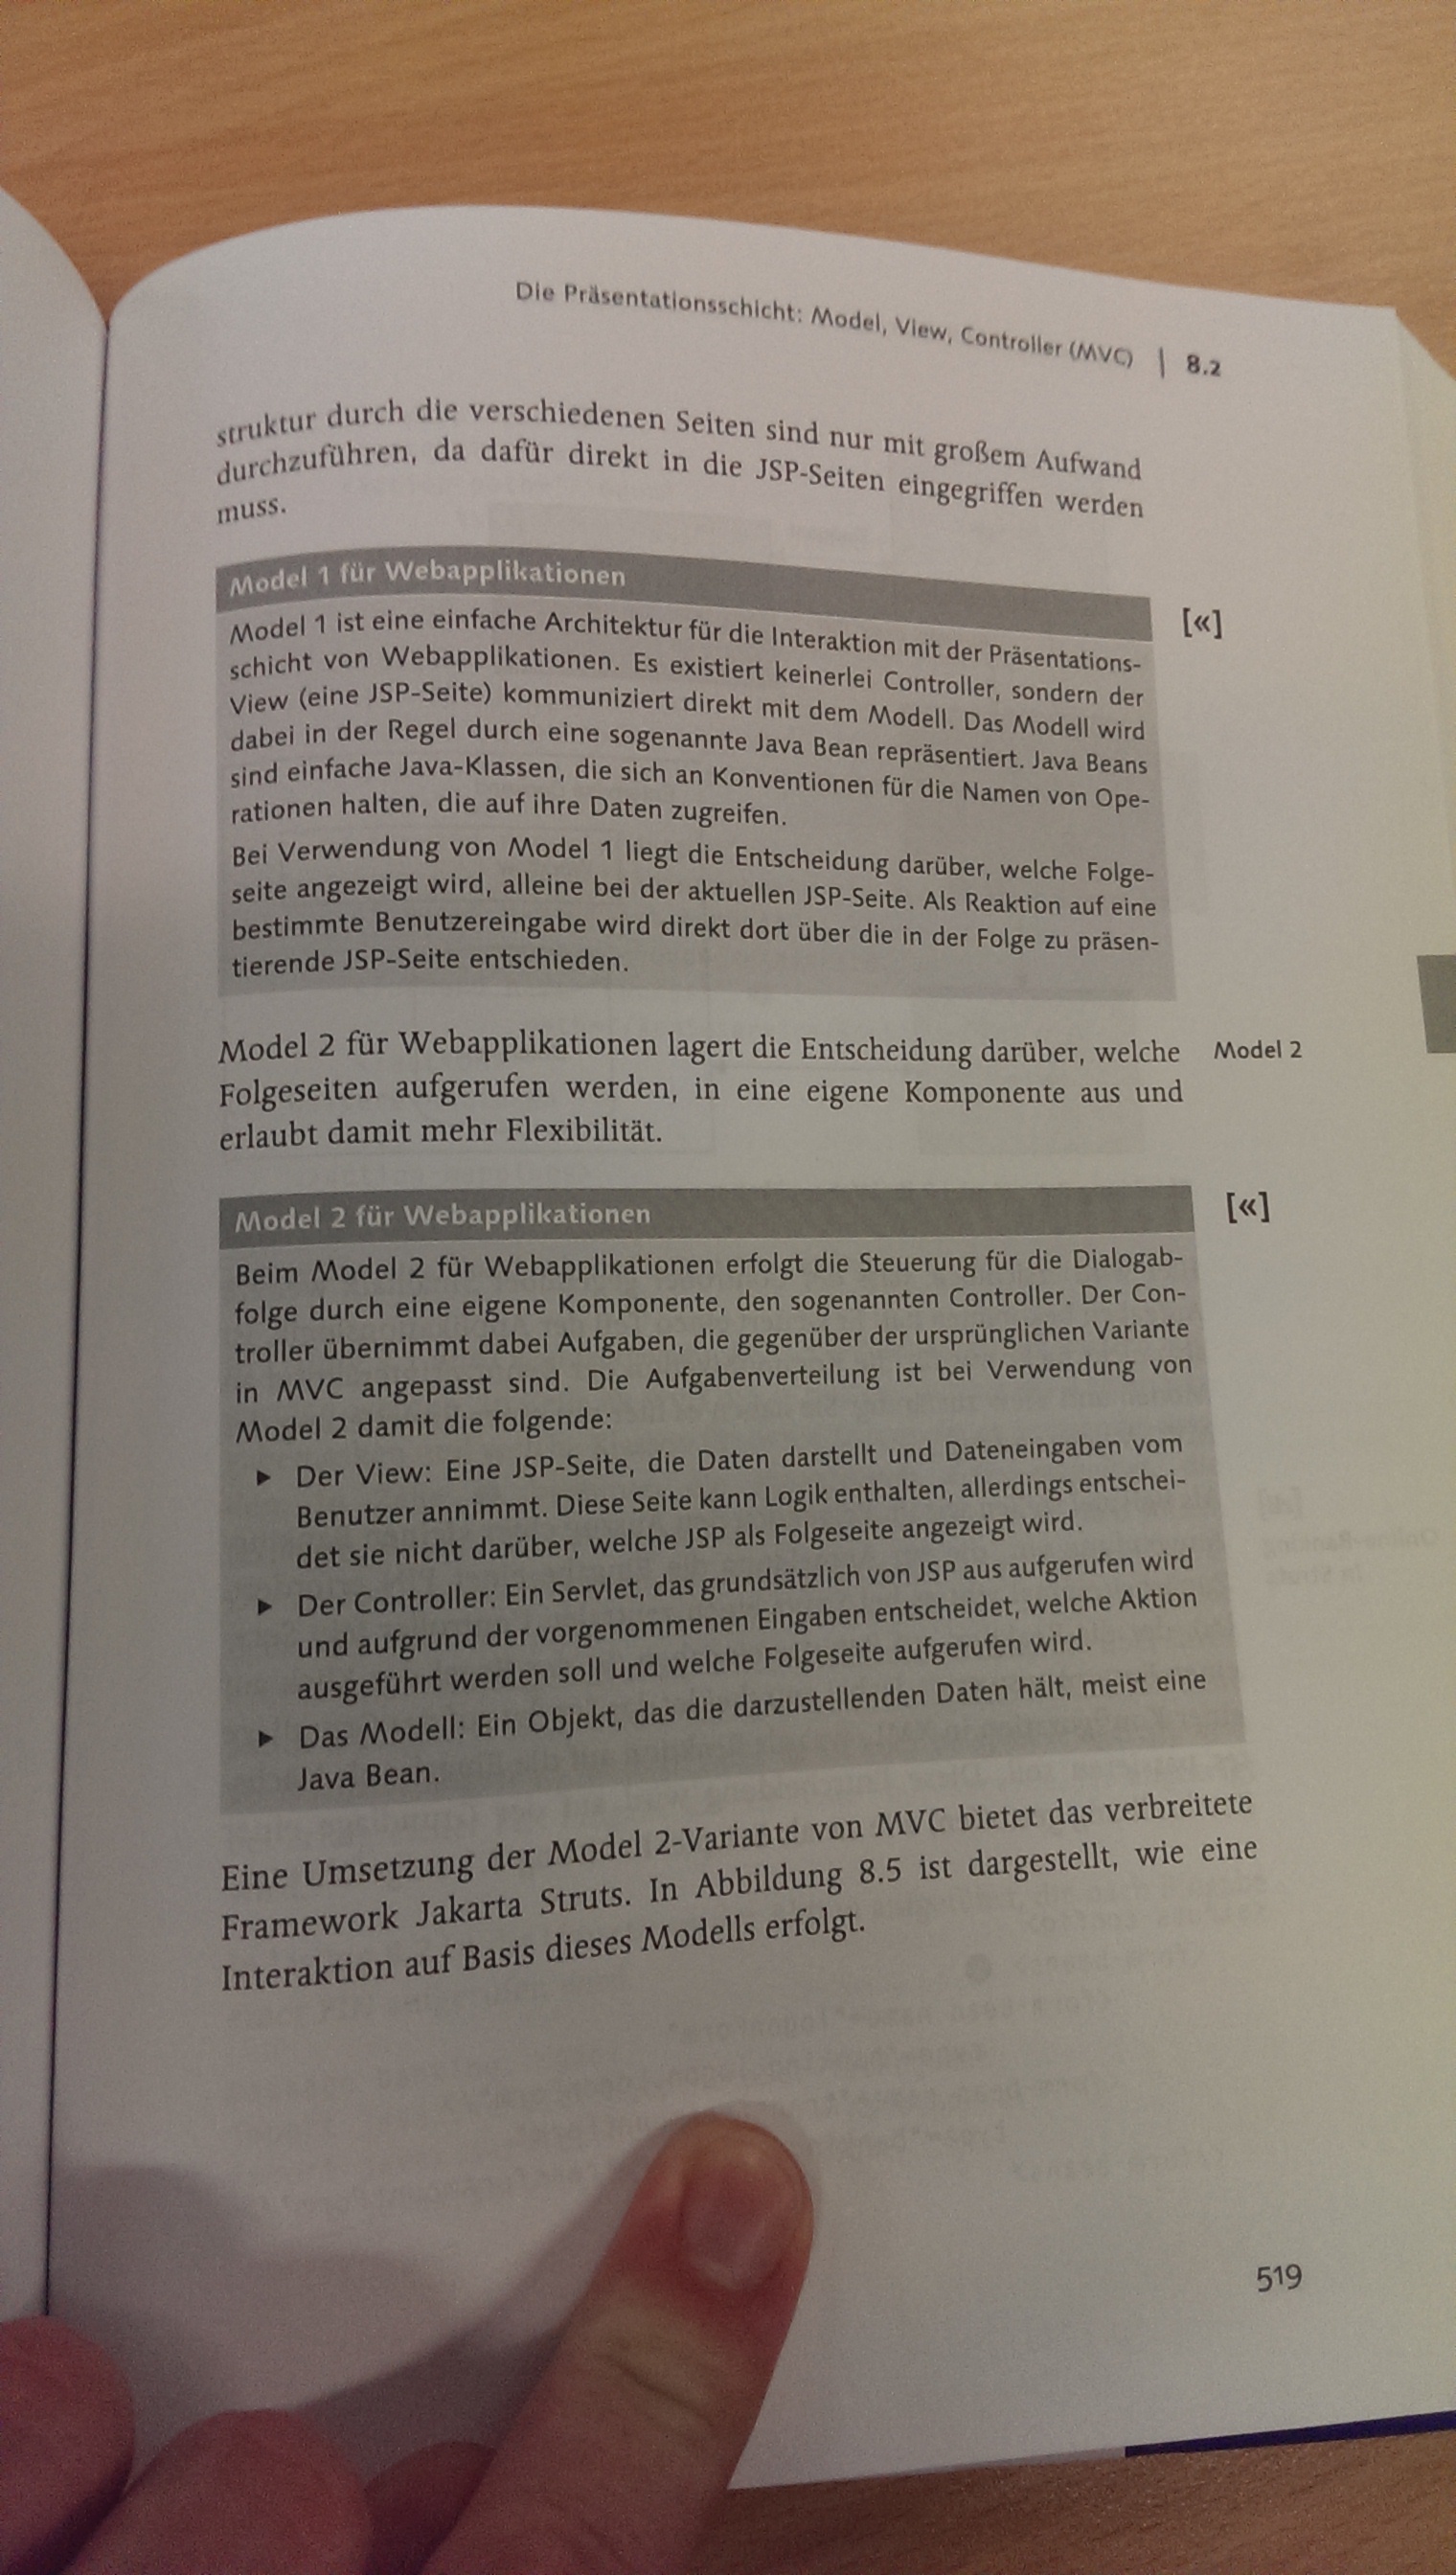 Die Präsentationsschicht: Model, View, Controller (MVC) | 8.2
struktur durch die verschiedenen Seiten sind nur mit großem Aufwand
durchzuführen, da dafür direkt in die JSP-Seiten eingegriffen werden
muss.
Model 1 für Webapplikationen
[«]
Model 1 ist eine einfache Architektur für die Interaktion mit der Präsentations-
schicht von Webapplikationen. Es existiert keinerlei Controller, sondern der
View (eine JSP-Seite) kommuniziert direkt mit dem Modell. Das Modell wird
dabei in der Regel durch eine sogenannte Java Bean repräsentiert. Java Beans
sind einfache Java-Klassen, die sich an Konventionen für die Namen von Ope-
rationen halten, die auf ihre Daten zugreifen.
Bei Verwendung von Model 1 liegt die Entscheidung darüber, welche Folge-
seite angezeigt wird, alleine bei der aktuellen JSP-Seite. Als Reaktion auf eine
bestimmte Benutzereingabe wird direkt dort über die in der Folge zu präsen-
tierende JSP-Seite entschieden.
Model 2 für Webapplikationen lagert die Entscheidung darüber, welche
Model 2
Folgeseiten aufgerufen werden, in eine eigene Komponente aus und
erlaubt damit mehr Flexibilität.
Model 2 für Webapplikationen
[«]
Beim Model 2 für Webapplikationen erfolgt die Steuerung für die Dialogab-
folge durch eine eigene Komponente, den sogenannten Controller. Der Con-
troller übernimmt dabei Aufgaben, die gegenüber der ursprünglichen Variante
in MVC angepasst sind. Die Aufgabenverteilung ist bei Verwendung von
Model 2 damit die folgende:
▶ Der View: Eine JSP-Seite, die Daten darstellt und Dateneingaben vom
Benutzer annimmt. Diese Seite kann Logik enthalten, allerdings entschei-
det sie nicht darüber, welche JSP als Folgeseite angezeigt wird.
▶ Der Controller: Ein Servlet, das grundsätzlich von JSP aus aufgerufen wird
und aufgrund der vorgenommenen Eingaben entscheidet, welche Aktion
ausgeführt werden soll und welche Folgeseite aufgerufen wird.
▶ Das Modell: Ein Objekt, das die darzustellenden Daten hält, meist eine
Java Bean.
Eine Umsetzung der Model 2-Variante von MVC bietet das verbreitete
Framework Jakarta Struts. In Abbildung 8.5 ist dargestellt, wie eine
Interaktion auf Basis dieses Modells erfolgt.
519